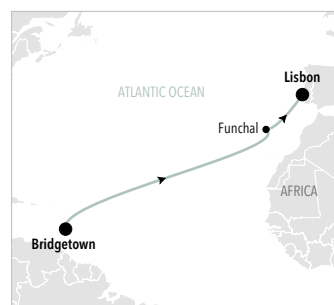 Lisbon
ATLANTIC OCEAN
Funchal
AFRICA
Bridgetown